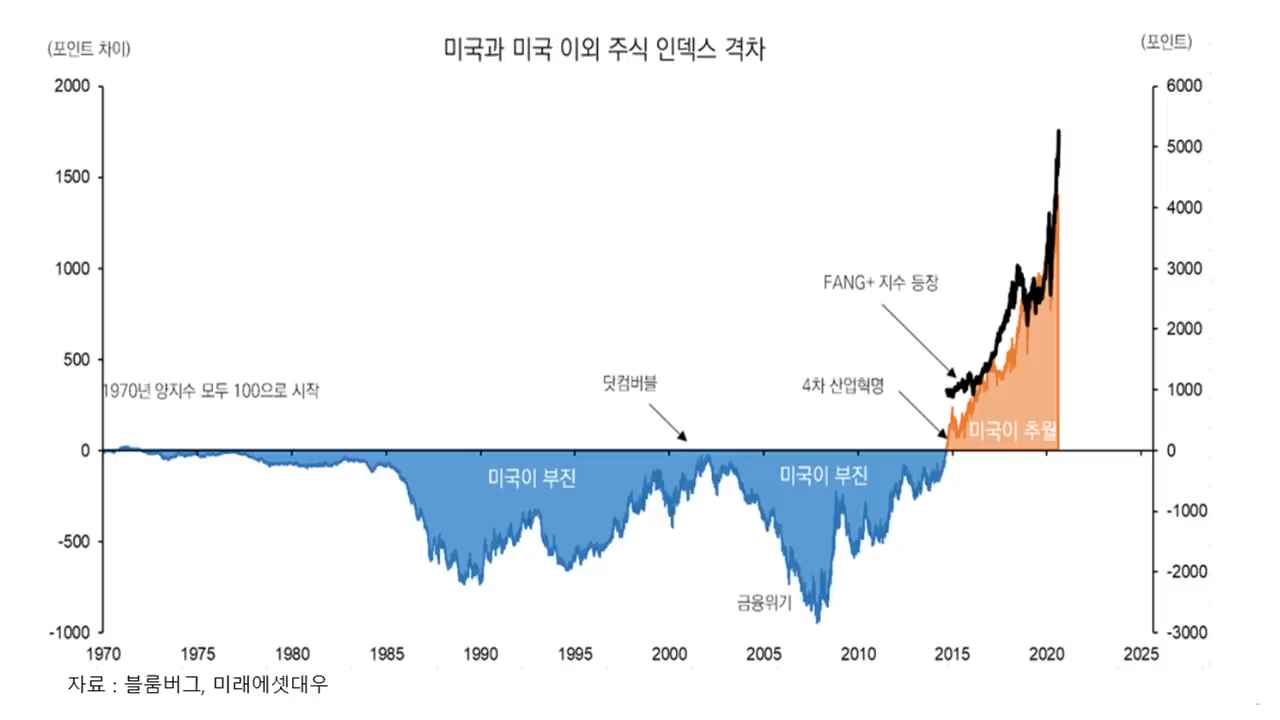 미국과 미국 이외 주식 인덱스 격차
(포인트 차이)
(포인트)
2000
1500
1000
500
0
-500
-1000
6000
5000
4000
3000
2000
1000
0
-1000
-2000
-3000
FANG+ 지수 등장
닷컴버블
4차 산업혁명
1970년 양지수 모두 100으로 시작
미국이 추월
미국이 부진
미국이 부진
금융위기
1970 1975 1980 1985 1990 1995 2000 2005 2010 2015 2020 2025
자료 : 블룸버그, 미래에셋대우